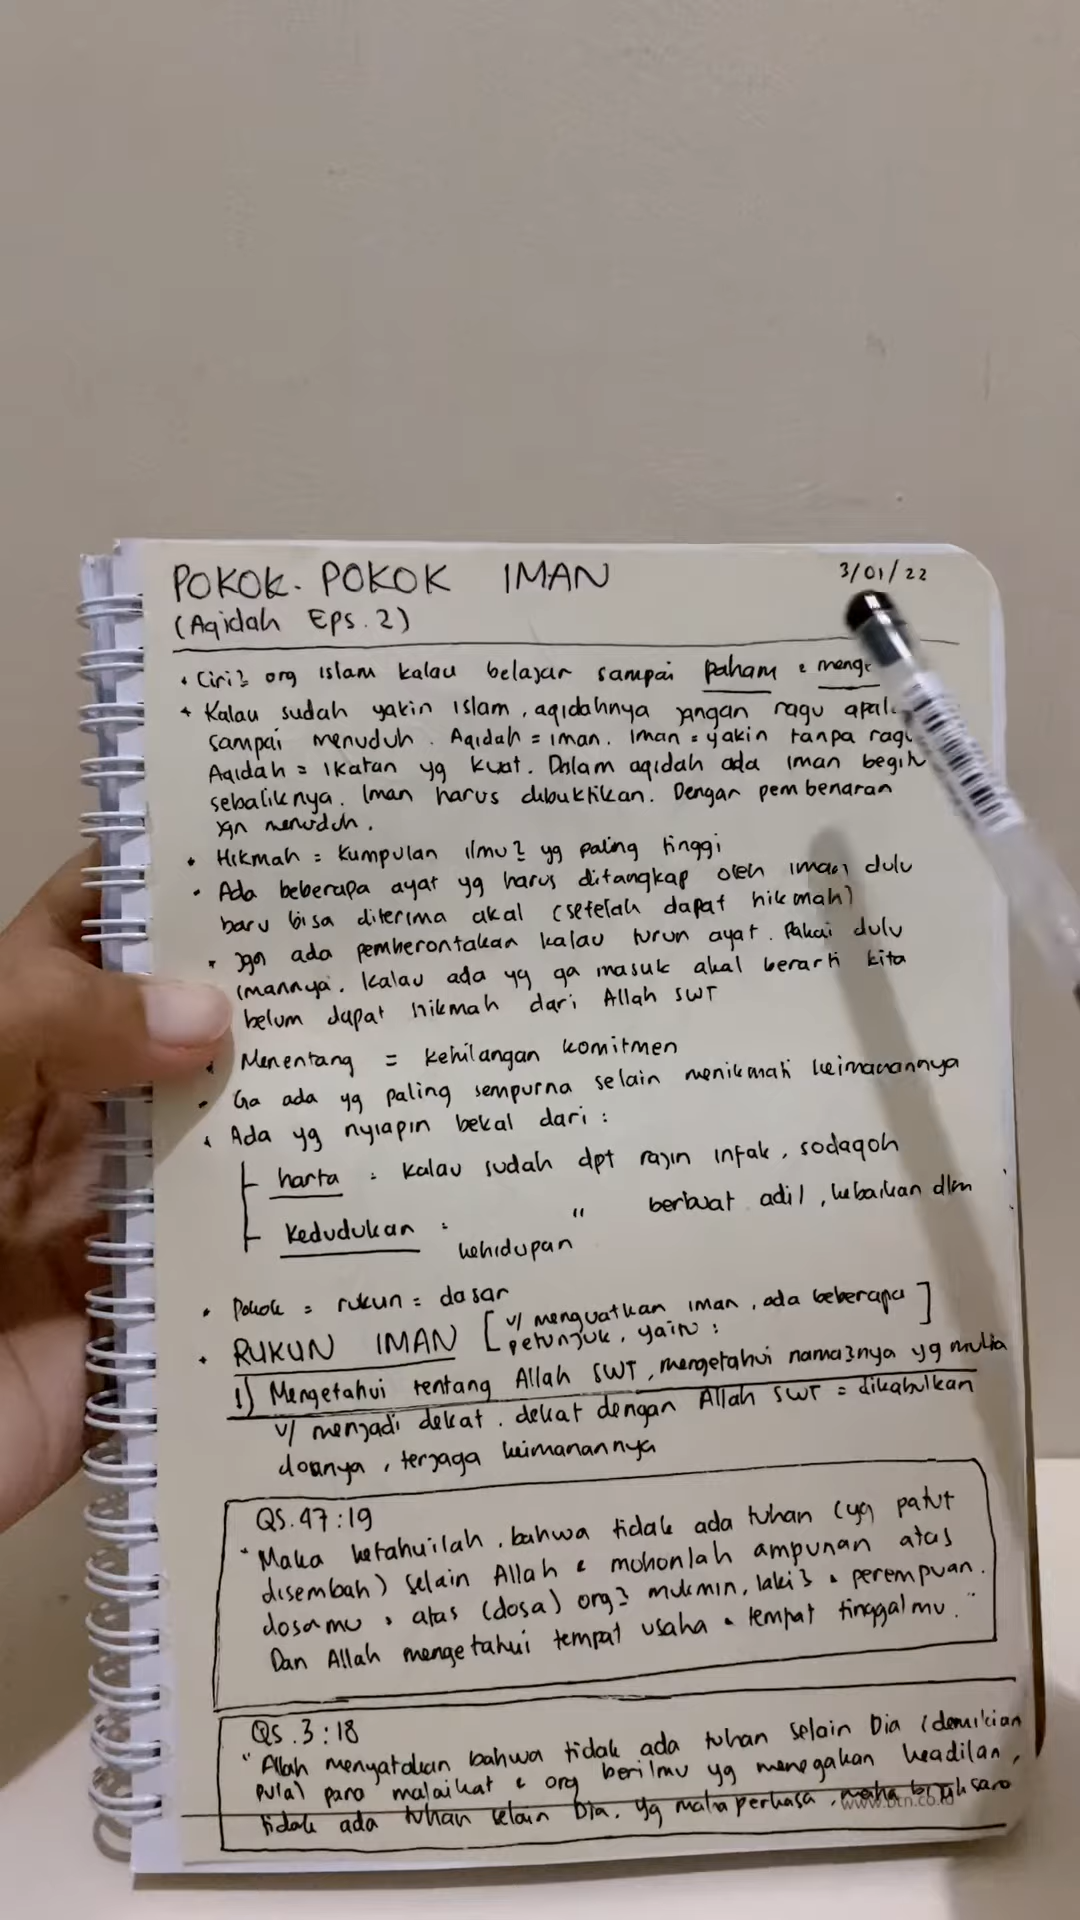 POKOK-POKOK IMAN 3/01/22
(Aqidah Eps. 2)
• Ciri2 org Islam kalau belajar sampai paham &
• Kalau sudah yakin Islam, aqidahnya jangan ragu
sampai menuduh. Aqidah = iman. Iman = yakin tanpa
Aqidah = Ikatan yg kuat. Dalam aqidah ada iman
sebaliknya. Iman harus dibuktikan. Dengan pembenaran
jgn menuduh.
• Hikmah = Kumpulan ilmu2 yg paling tinggi
• Ada beberapa ayat yg harus ditangkap oleh iman dulu
baru bisa diterima akal (setelah dapat hikmah)
• Jgn ada pemberontakan kalau turun ayat. Pakai dulu
imannya. Kalau ada yg ga masuk akal berarti kita
belum dapat hikmah dari Allah SWT
• Menentang = kehilangan komitmen
• Ga ada yg paling sempurna selain menikmati keimanannya
• Ada yg nyiapin bekal dari :
harta : kalau sudah dpt rajin infak, sodaqoh
Kedudukan : " berbuat adil, kebaikan dlm
kehidupan
• Pokok = rukun = dasar
• RUKUN IMAN [ u/ menguatkan iman, ada beberapa
petunjuk, yaitu : ]
1) Mengetahui tentang Allah SWT, mengetahui nama2nya yg mulia
u/ menjadi dekat. dekat dengan Allah SWT = dikabulkan
doanya, terjaga keimanannya
QS. 47:19
"Maka ketahuilah, bahwa tidak ada tuhan (yg patut
disembah) selain Allah & mohonlah ampunan atas
dosamu & atas (dosa) org2 mukmin, laki2 & perempuan.
Dan Allah mengetahui tempat usaha & tempat tinggalmu."
QS. 3:18
"Allah menyatakan bahwa tidak ada tuhan selain Dia (demikian
pula) para malaikat & org berilmu yg menegakan keadilan,
tidak ada tuhan selain Dia, yg maha perkasa, maha bijaksana
www.btn.co.id